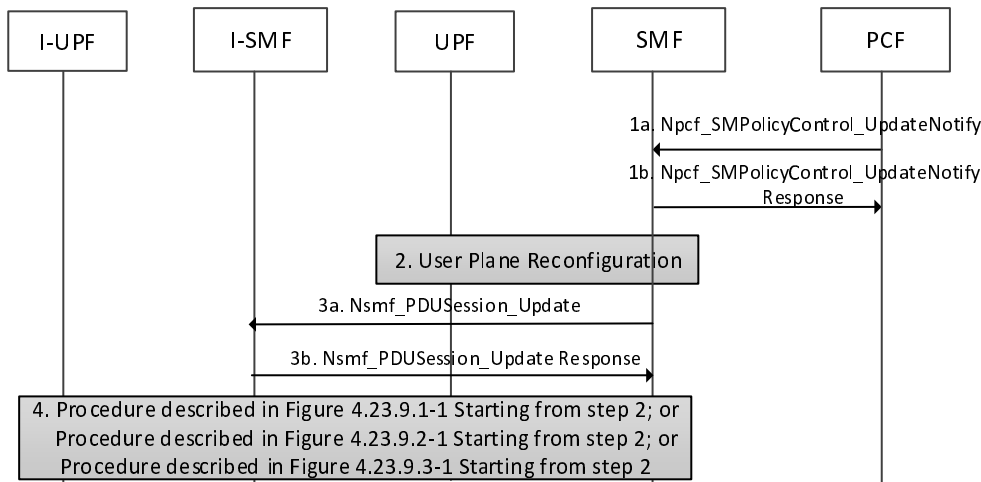 I-UPF
I-SMF
UPF
SMF
PCF
1a. Npcf_SMPolicyControl_UpdateNotify
1b. Npcf_SMPolicyControl_UpdateNotify
Response
2. User Plane Reconfiguration
3a. Nsmf_PDUSession_Update
3b. Nsmf_PDUSession_Update Response
4. Procedure described in Figure 4.23.9.1-1 Starting from step 2; or
Procedure described in Figure 4.23.9.2-1 Starting from step 2; or
Procedure described in Figure 4.23.9.3-1 Starting from step 2